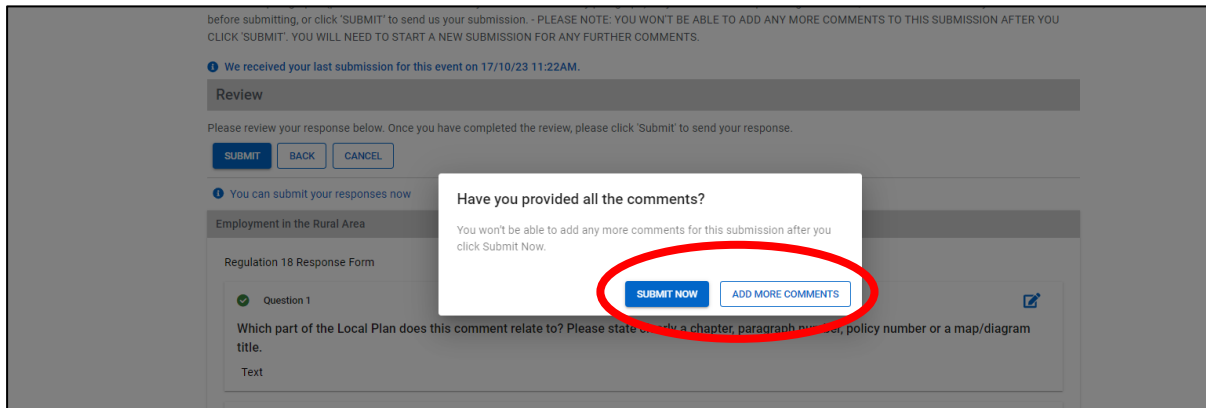 before submitting, or click 'SUBMIT' to send us your submission. - PLEASE NOTE: YOU WON'T BE ABLE TO ADD ANY MORE COMMENTS TO THIS SUBMISSION AFTER YOU
CLICK 'SUBMIT'. YOU WILL NEED TO START A NEW SUBMISSION FOR ANY FURTHER COMMENTS.
We received your last submission for this event on 17/10/23 11:22AM.
Review
Please review your response below. Once you have completed the review, please click 'Submit' to send your response.
SUBMIT BACK CANCEL
You can submit your responses now
Have you provided all the comments?
You won't be able to add any more comments for this submission after you
click Submit Now.
SUBMIT NOW ADD MORE COMMENTS
Employment in the Rural Area
Regulation 18 Response Form
Question 1
Which part of the Local Plan does this comment relate to? Please state clearly a chapter, paragraph number, policy number or a map/diagram
title.
Text